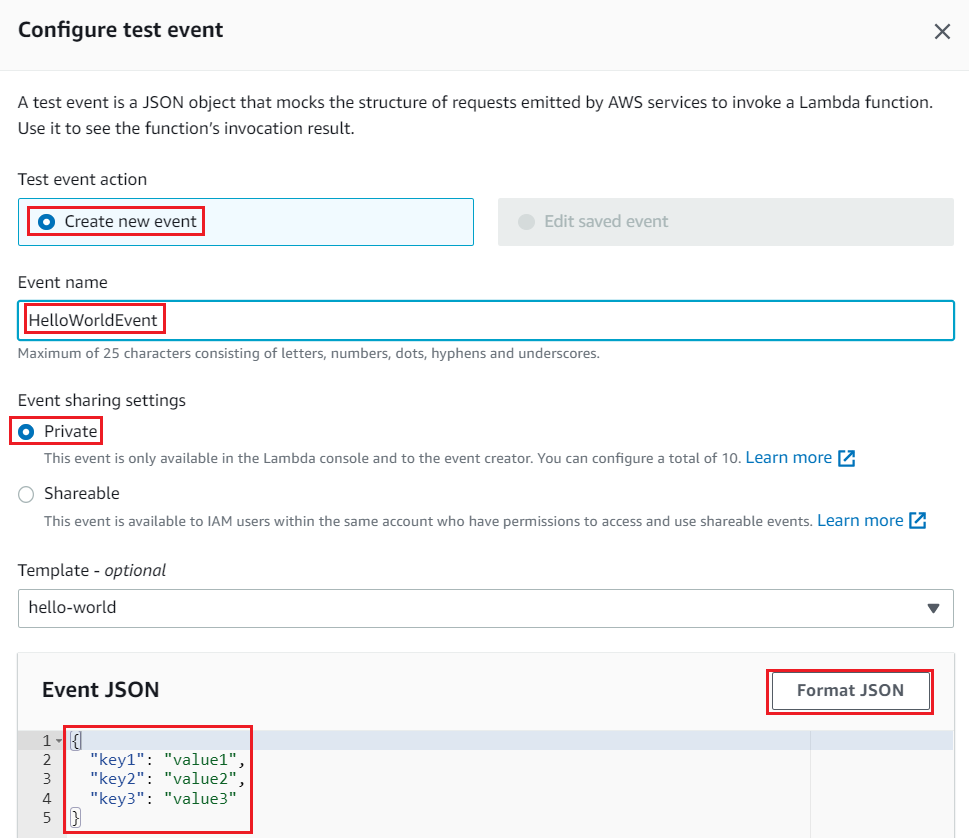 Configure test event
A test event is a JSON object that mocks the structure of requests emitted by AWS services to invoke a Lambda function.
Use it to see the function’s invocation result.
Test event action
Create new event
Edit saved event
Event name
HelloWorldEvent
Maximum of 25 characters consisting of letters, numbers, dots, hyphens and underscores.
Event sharing settings
Private
This event is only available in the Lambda console and to the event creator. You can configure a total of 10. Learn more
Shareable
This event is available to IAM users within the same account who have permissions to access and use shareable events. Learn more
Template - optional
hello-world
Event JSON
Format JSON
1 {
2 "key1": "value1",
3 "key2": "value2",
4 "key3": "value3"
5 }